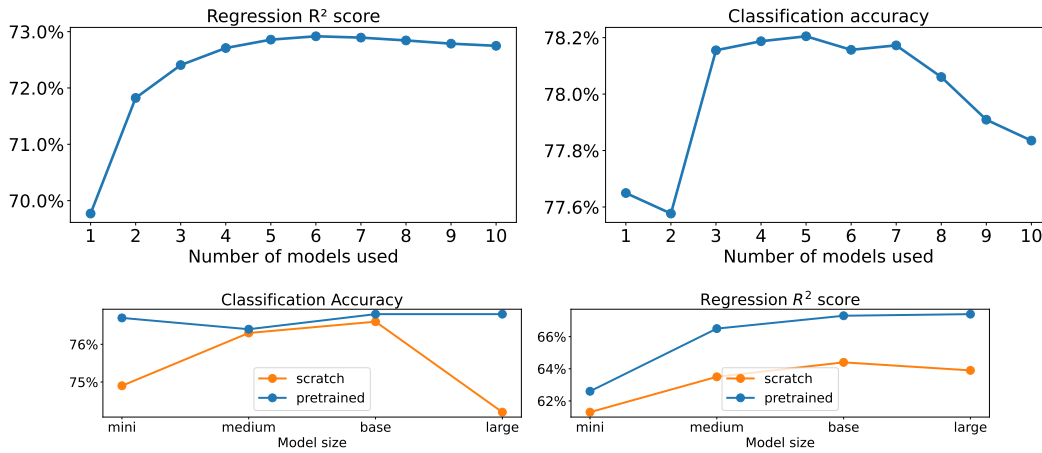 Regression R² score
73.0%
72.0%
71.0%
70.0%
1 2 3 4 5 6 7 8 9 10
Number of models used
Classification accuracy
78.2%
78.0%
77.8%
77.6%
1 2 3 4 5 6 7 8 9 10
Number of models used
Classification Accuracy
76%
75%
scratch
pretrained
mini medium base large
Model size
Regression R² score
66%
64%
62%
scratch
pretrained
mini medium base large
Model size